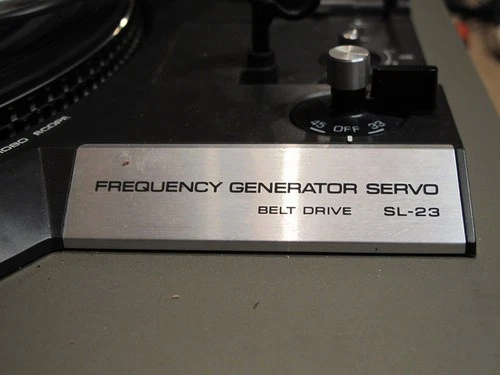 45 OFF 33
FREQUENCY GENERATOR SERVO
BELT DRIVE SL-23